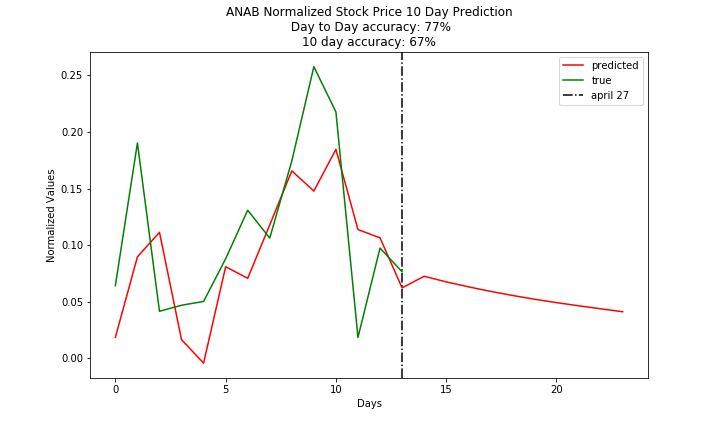 ANAB Normalized Stock Price 10 Day Prediction
Day to Day accuracy: 77%
10 day accuracy: 67%
predicted
true
april 27
0.25
0.20
0.15
0.10
0.05
0.00
Normalized Values
0 5 10 15 20
Days